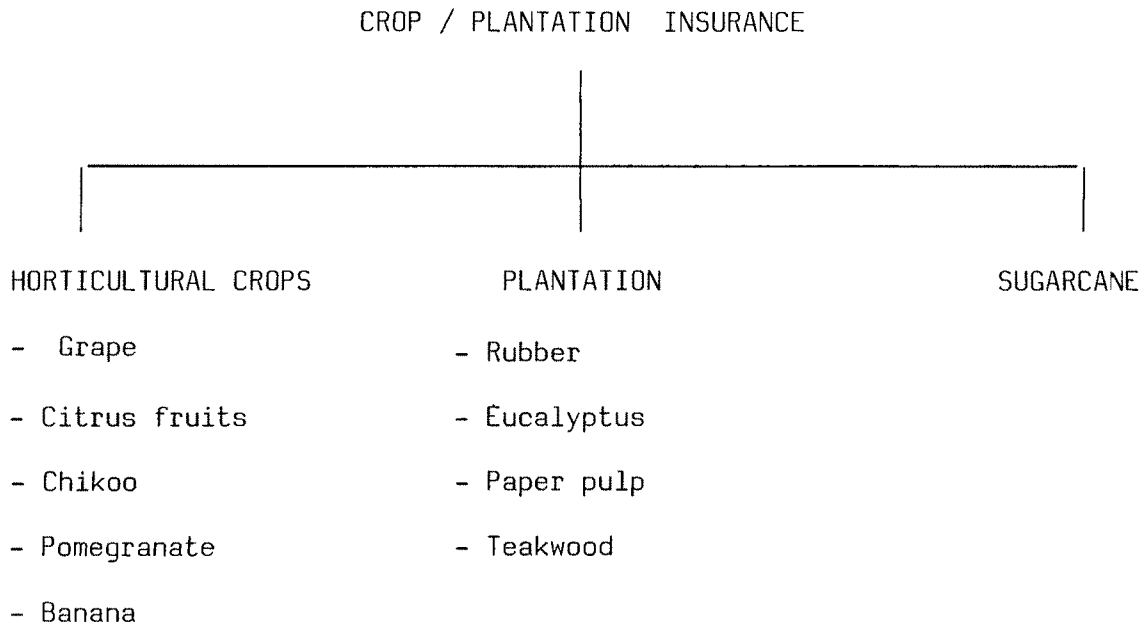 CROP / PLANTATION INSURANCE
HORTICULTURAL CROPS
- Grape
- Citrus fruits
- Chikoo
- Pomegranate
- Banana
PLANTATION
- Rubber
- Eucalyptus
- Paper pulp
- Teakwood
SUGARCANE